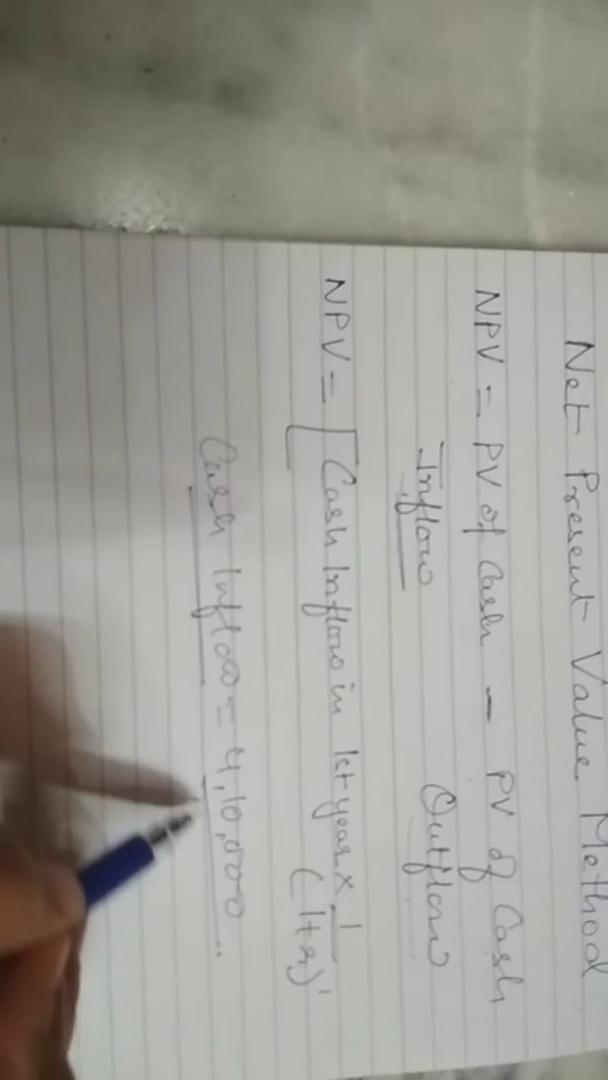 Net Present Value Method
NPV = PV of Cash - PV of Cash
Inflow Outflow
NPV = [Cash Inflow in 1st year x 1
(1+r)¹
Cash Inflow = 4,10,000